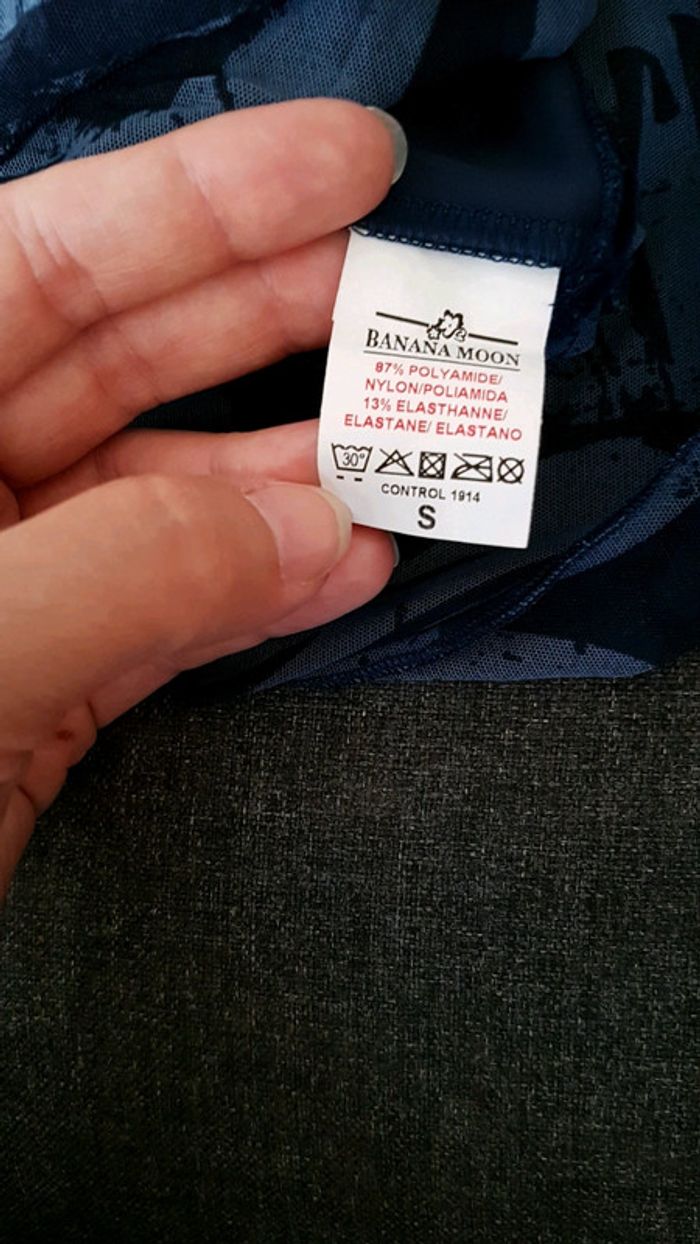 BANANA MOON
87% POLYAMIDE/
NYLON/POLIAMIDA
13% ELASTHANNE/
ELASTANE/ ELASTANO
30°
CONTROL 1914
S